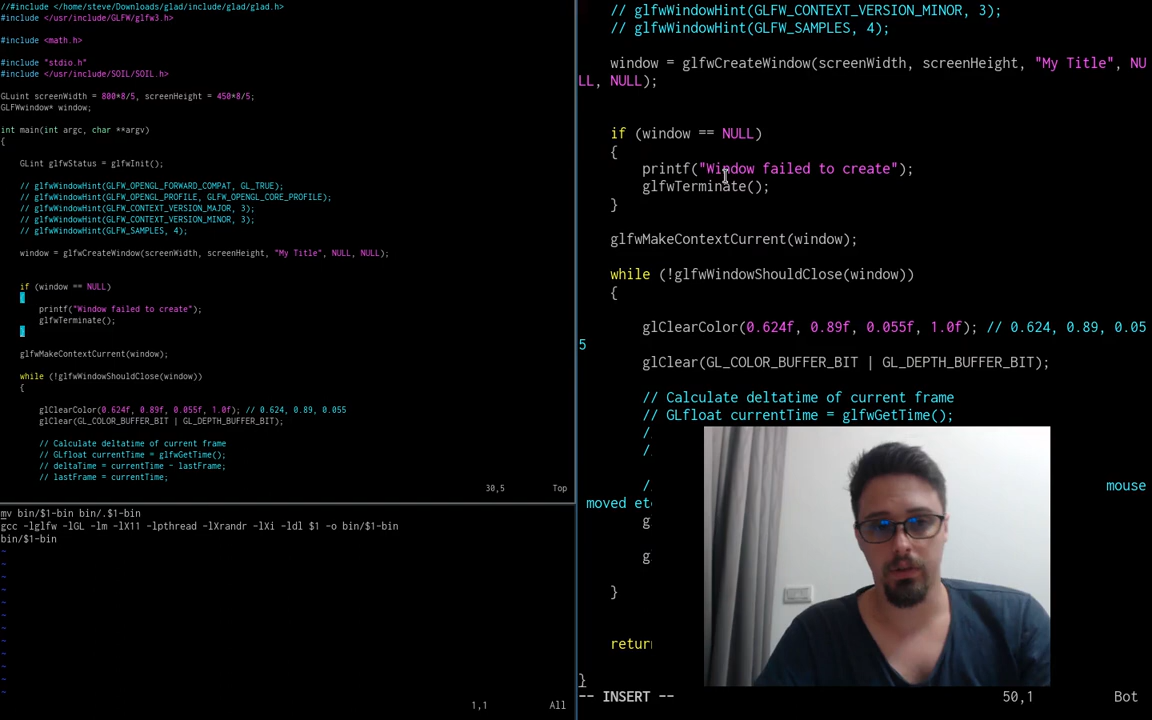 //#include </home/steve/Downloads/glad/include/glad/glad.h>
#include </usr/include/GLFW/glfw3.h>
#include <math.h>
#include "stdio.h"
#include </usr/include/SOIL/SOIL.h>
GLuint screenWidth = 800*8/5, screenHeight = 450*8/5;
GLFWwindow* window;
int main(int argc, char **argv)
{
GLint glfwStatus = glfwInit();
// glfwWindowHint(GLFW_OPENGL_FORWARD_COMPAT, GL_TRUE);
// glfwWindowHint(GLFW_OPENGL_PROFILE, GLFW_OPENGL_CORE_PROFILE);
// glfwWindowHint(GLFW_CONTEXT_VERSION_MAJOR, 3);
// glfwWindowHint(GLFW_CONTEXT_VERSION_MINOR, 3);
// glfwWindowHint(GLFW_SAMPLES, 4);
window = glfwCreateWindow(screenWidth, screenHeight, "My Title", NULL, NULL);
if (window == NULL)
{
printf("Window failed to create");
glfwTerminate();
}
glfwMakeContextCurrent(window);
while (!glfwWindowShouldClose(window))
{
glClearColor(0.624f, 0.89f, 0.055f, 1.0f); // 0.624, 0.89, 0.055
glClear(GL_COLOR_BUFFER_BIT | GL_DEPTH_BUFFER_BIT);
// Calculate deltatime of current frame
// GLfloat currentTime = glfwGetTime();
// deltaTime = currentTime - lastFrame;
// lastFrame = currentTime;
30,5 Top
mv bin/$1-bin bin/.$1-bin
gcc -lglfw -lGL -lm -lX11 -lpthread -lXrandr -lXi -ldl $1 -o bin/$1-bin
bin/$1-bin
~
~
~
~
~
~
~
~
~
~
~
~
1,1 All
// glfwWindowHint(GLFW_CONTEXT_VERSION_MINOR, 3);
// glfwWindowHint(GLFW_SAMPLES, 4);
window = glfwCreateWindow(screenWidth, screenHeight, "My Title", NU
LL, NULL);
if (window == NULL)
{
printf("Window failed to create");
glfwTerminate();
}
glfwMakeContextCurrent(window);
while (!glfwWindowShouldClose(window))
{
glClearColor(0.624f, 0.89f, 0.055f, 1.0f); // 0.624, 0.89, 0.05
5
glClear(GL_COLOR_BUFFER_BIT | GL_DEPTH_BUFFER_BIT);
// Calculate deltatime of current frame
// GLfloat currentTime = glfwGetTime();
/
/
/ mouse
moved et
g
g
}
retur
}
-- INSERT -- 50,1 Bot